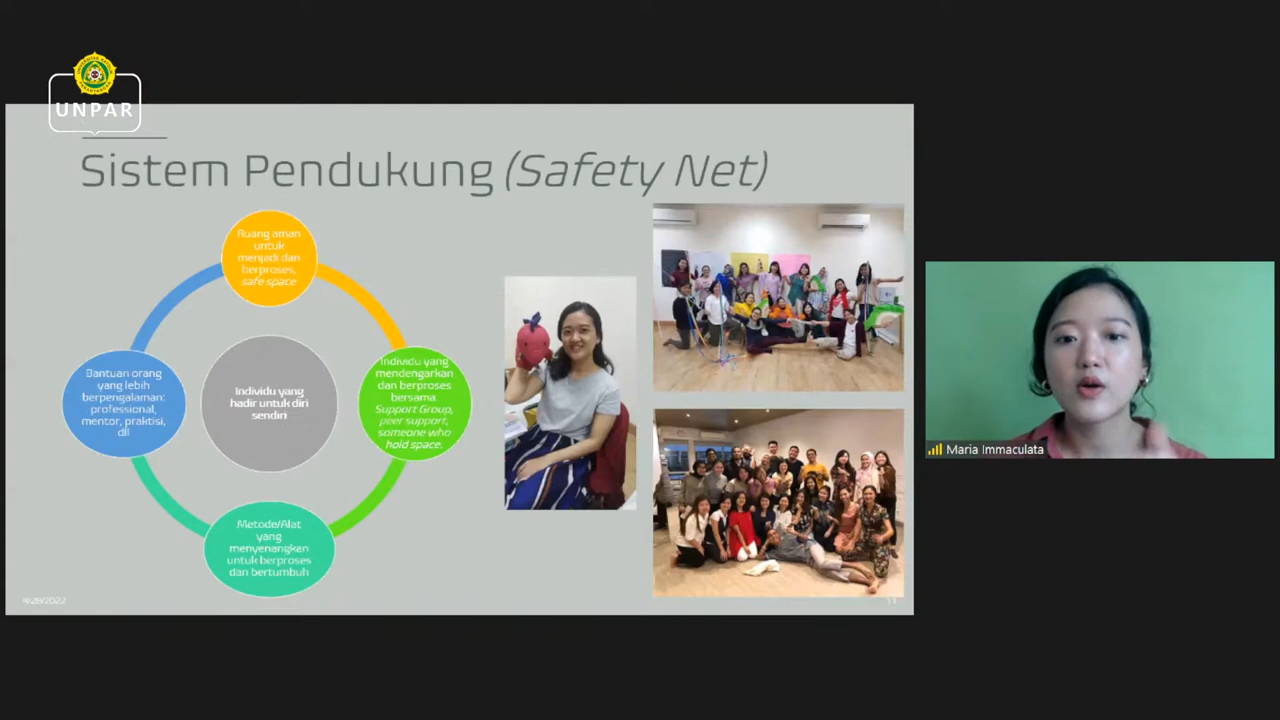 UNPAR
Sistem Pendukung (Safety Net)
Ruang aman
untuk
menjadi dan
berproses,
safe space
Individu yang
mendengarkan
dan berproses
bersama.
Support Group,
peer support,
someone who
hold space.
Metode/Alat
yang
menyenangkan
untuk berproses
dan bertumbuh
Bantuan orang
yang lebih
berpengalaman:
professional,
mentor, praktisi,
dll
Individu yang
hadir untuk diri
sendiri
4/28/2022
Maria Immaculata